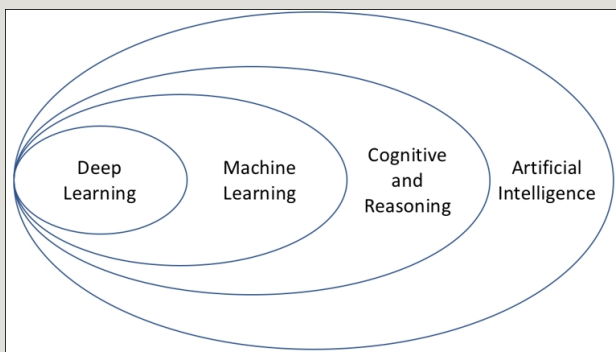 Deep
Learning
Machine
Learning
Cognitive
and
Reasoning
Artificial
Intelligence